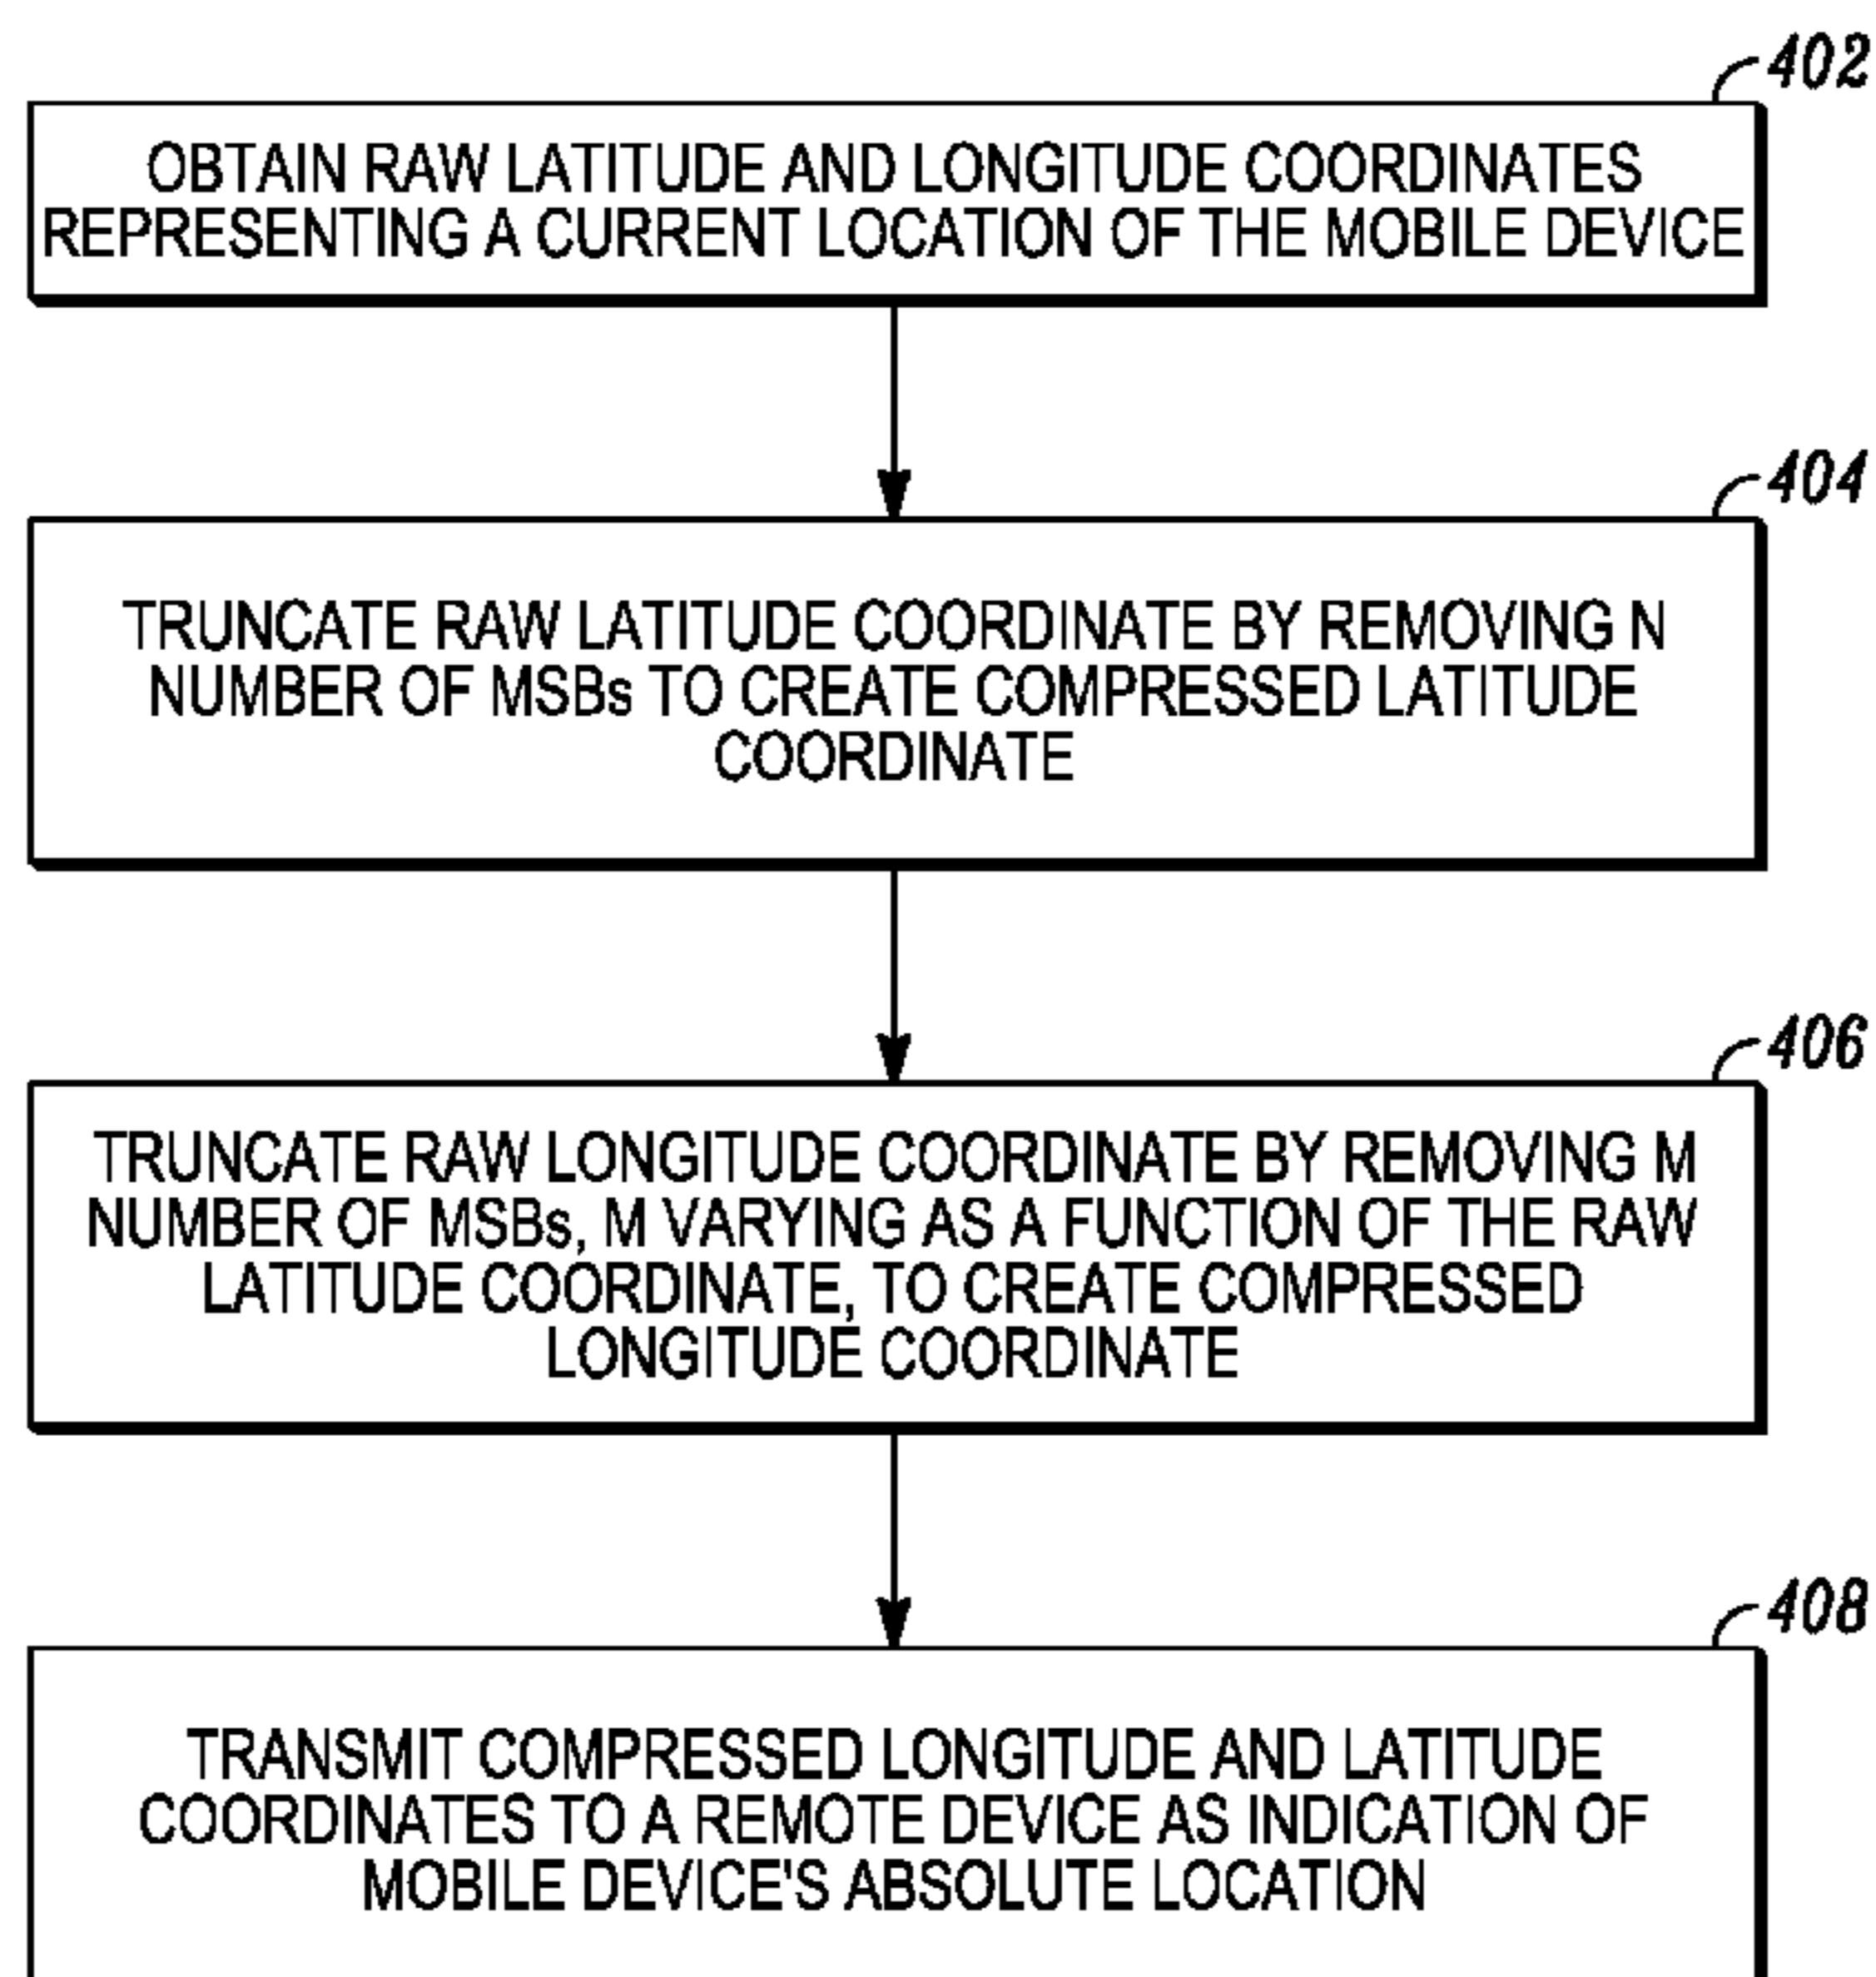 402
OBTAIN RAW LATITUDE AND LONGITUDE COORDINATES
REPRESENTING A CURRENT LOCATION OF THE MOBILE DEVICE
404
TRUNCATE RAW LATITUDE COORDINATE BY REMOVING N
NUMBER OF MSBs TO CREATE COMPRESSED LATITUDE
COORDINATE
406
TRUNCATE RAW LONGITUDE COORDINATE BY REMOVING M
NUMBER OF MSBs, M VARYING AS A FUNCTION OF THE RAW
LATITUDE COORDINATE, TO CREATE COMPRESSED
LONGITUDE COORDINATE
408
TRANSMIT COMPRESSED LONGITUDE AND LATITUDE
COORDINATES TO A REMOTE DEVICE AS INDICATION OF
MOBILE DEVICE'S ABSOLUTE LOCATION